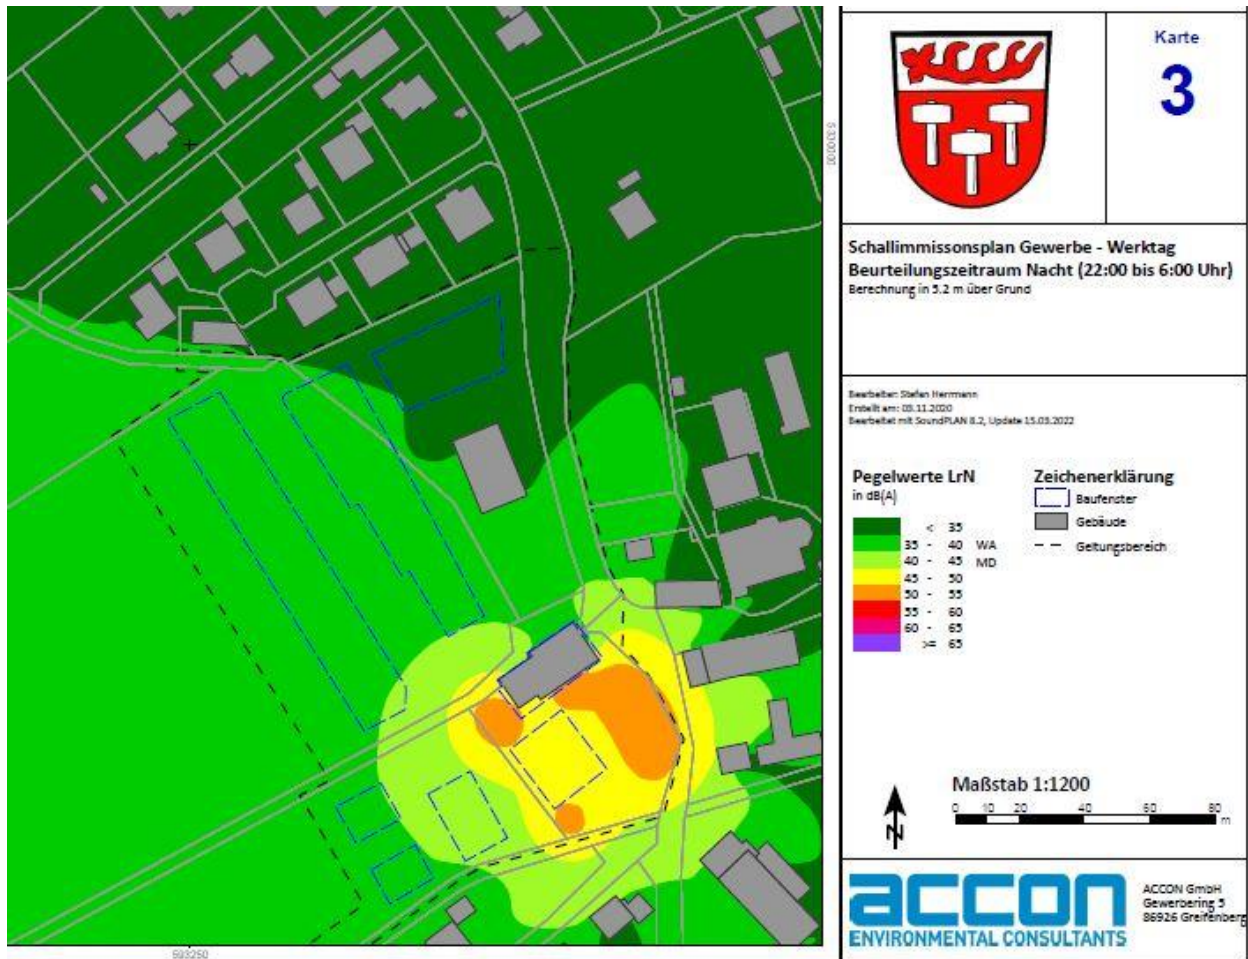 Karte
3
Schallimmissonsplan Gewerbe - Werktag
Beurteilungszeitraum Nacht (22:00 bis 6:00 Uhr)
Berechnung in 5.2 m über Grund
Bearbeiter: Stefan Herrmann
Erstellt am: 03.11.2020
Bearbeitet mit SoundPLAN 8.2, Update 15.03.2022
Pegelwerte LrN
in dB(A)
< 35
35 - 40 WA
40 - 45 MD
45 - 50
50 - 55
55 - 60
60 - 65
>= 65
Zeichenerklärung
Baufenster
Gebäude
Geltungsbereich
Maßstab 1:1200
0 10 20 40 60 80
m
N
accon
ENVIRONMENTAL CONSULTANTS
ACCON GmbH
Gewerbering 5
86926 Greifenberg
593250